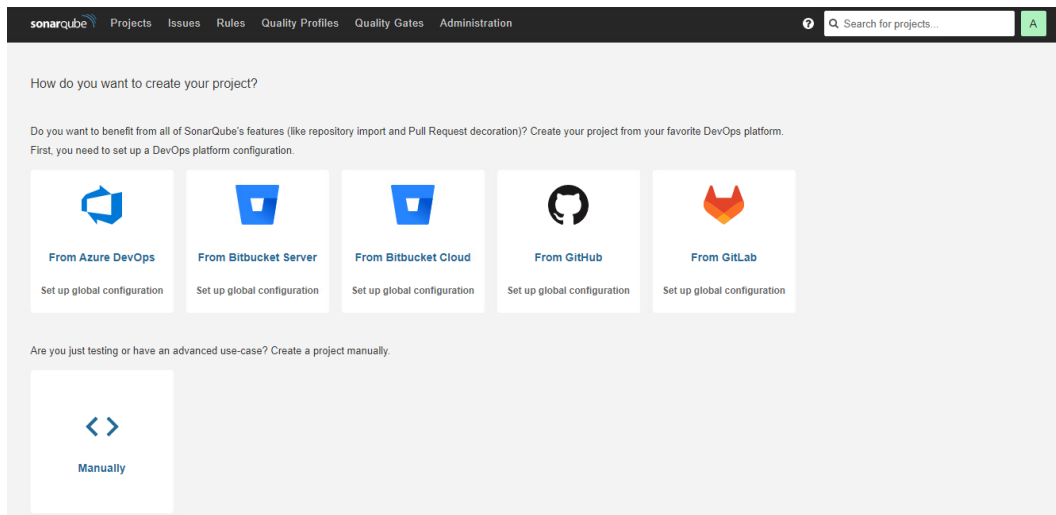 sonarqube Projects Issues Rules Quality Profiles Quality Gates Administration ? Search for projects... A
How do you want to create your project?
Do you want to benefit from all of SonarQube's features (like repository import and Pull Request decoration)? Create your project from your favorite DevOps platform.
First, you need to set up a DevOps platform configuration.
From Azure DevOps From Bitbucket Server From Bitbucket Cloud From GitHub From GitLab
Set up global configuration Set up global configuration Set up global configuration Set up global configuration Set up global configuration
Are you just testing or have an advanced use-case? Create a project manually.
Manually